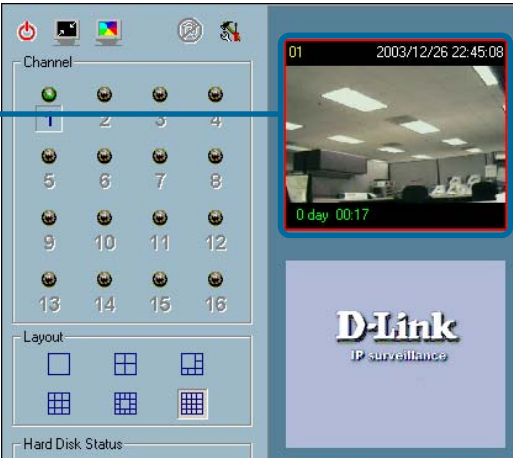 Channel
1 2 3 4
5 6 7 8
9 10 11 12
13 14 15 16
Layout
Hard Disk Status
01 2003/12/26 22:45:08
0 day 00:17
D-Link
IP surveillance